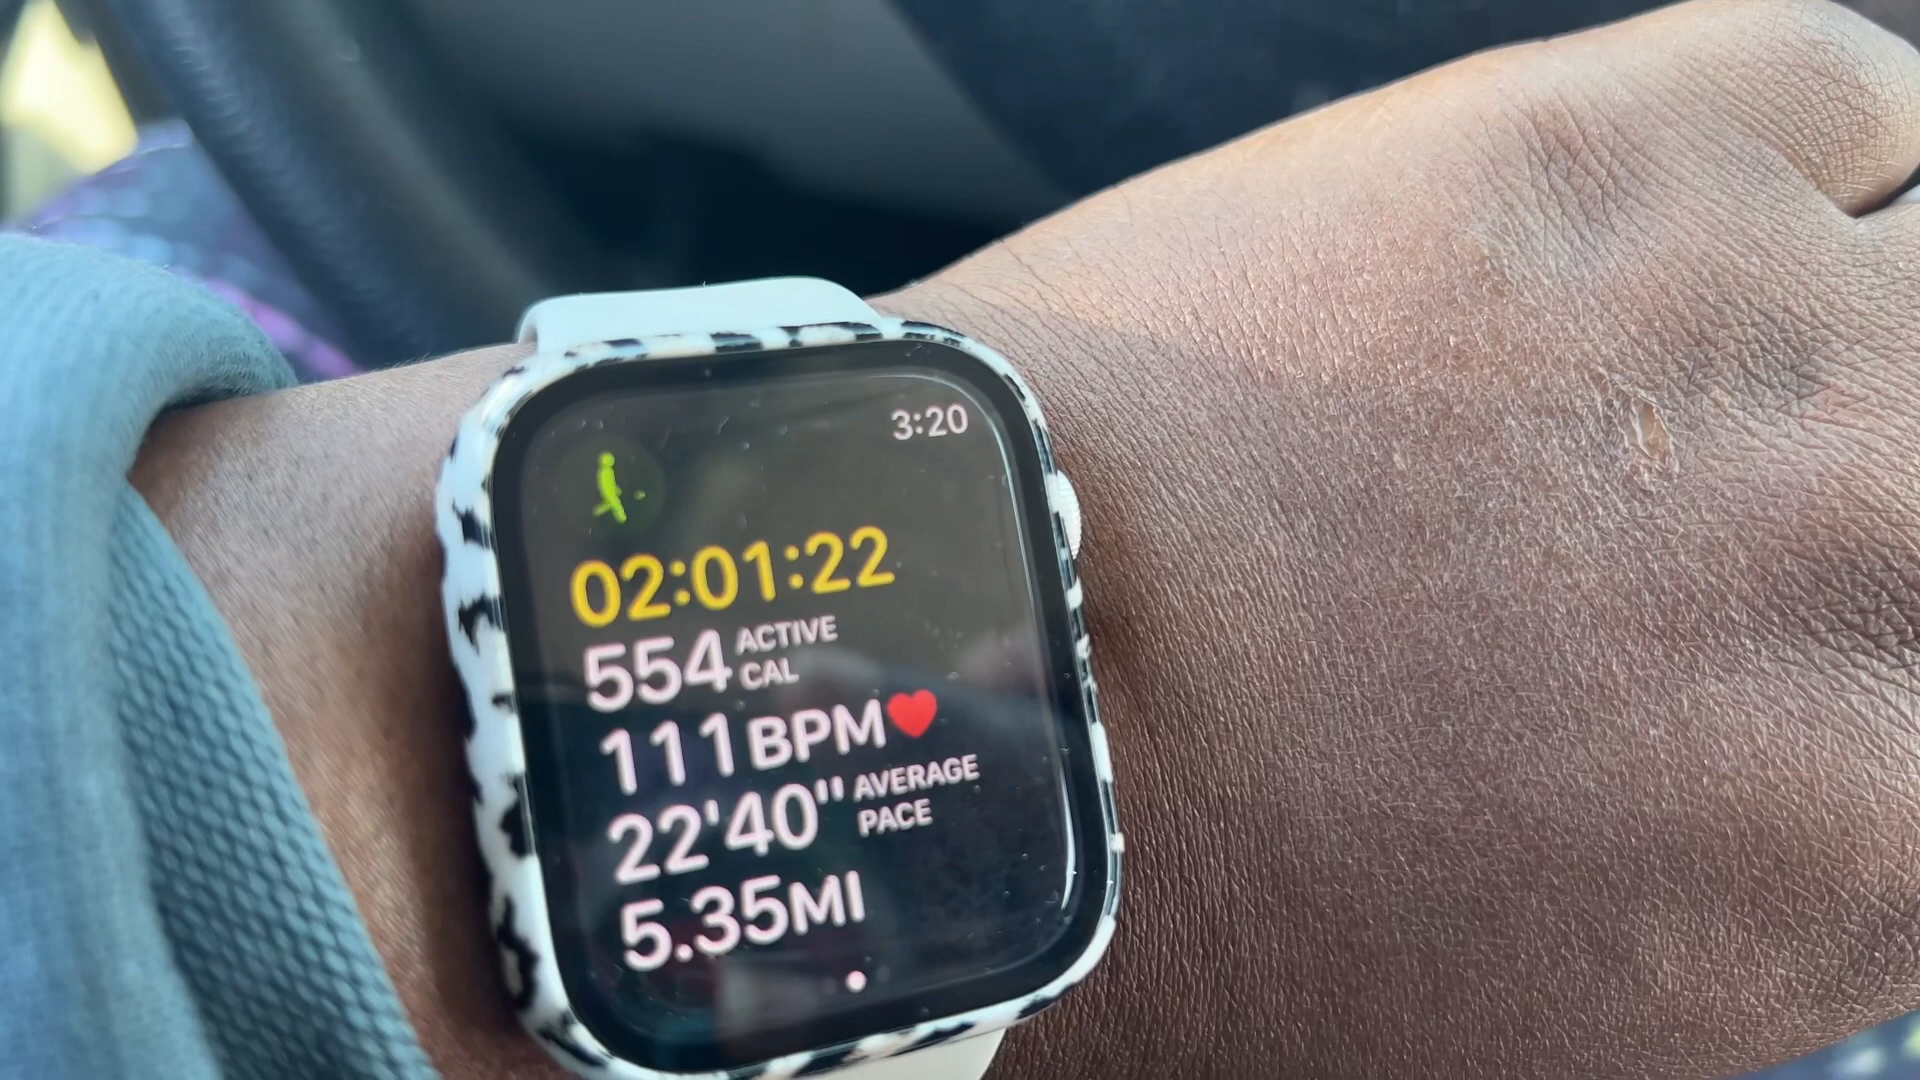 3:20
02:01:22
554 ACTIVE CAL
111BPM
22'40" AVERAGE PACE
5.35MI